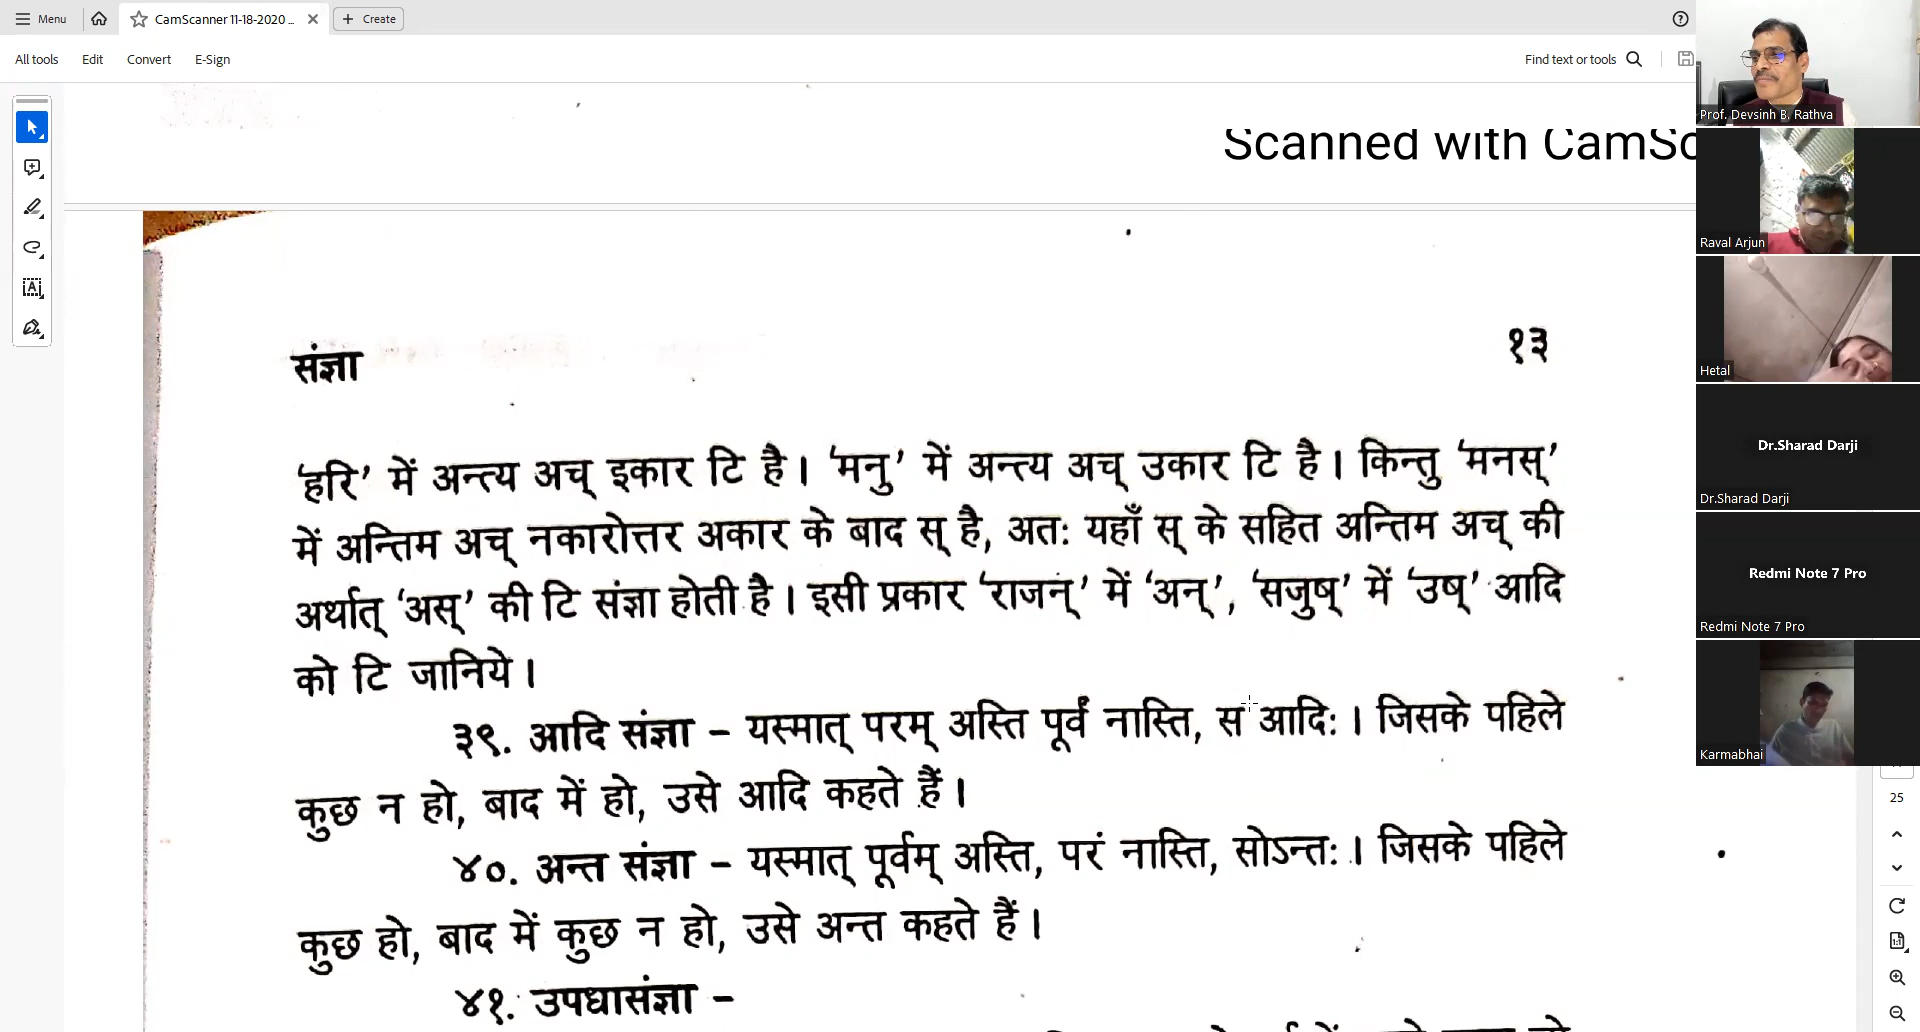 Menu
CamScanner 11-18-2020 ...
Create
All tools
Edit
Convert
E-Sign
Find text or tools
Scanned with CamSc
संज्ञा
१३
'हरि' में अन्त्य अच् इकार टि है। 'मनु' में अन्त्य अच् उकार टि है। किन्तु 'मनस्'
में अन्तिम अच् नकारोत्तर अकार के बाद स् है, अतः यहाँ स् के सहित अन्तिम अच् की
अर्थात् 'अस्' की टि संज्ञा होती है। इसी प्रकार 'राजन्' में 'अन्', 'सजुष्' में 'उष्' आदि
को टि जानिये।
३९. आदि संज्ञा - यस्मात् परम् अस्ति पूर्वं नास्ति, स आदिः। जिसके पहिले
कुछ न हो, बाद में हो, उसे आदि कहते हैं।
४०. अन्त संज्ञा - यस्मात् पूर्वम् अस्ति, परं नास्ति, सोऽन्तः। जिसके पहिले
कुछ हो, बाद में कुछ न हो, उसे अन्त कहते हैं।
४१. उपधासंज्ञा -
Prof. Devsinh B. Rathva
Raval Arjun
Hetal
Dr.Sharad Darji
Dr.Sharad Darji
Redmi Note 7 Pro
Redmi Note 7 Pro
Karmabhai
25